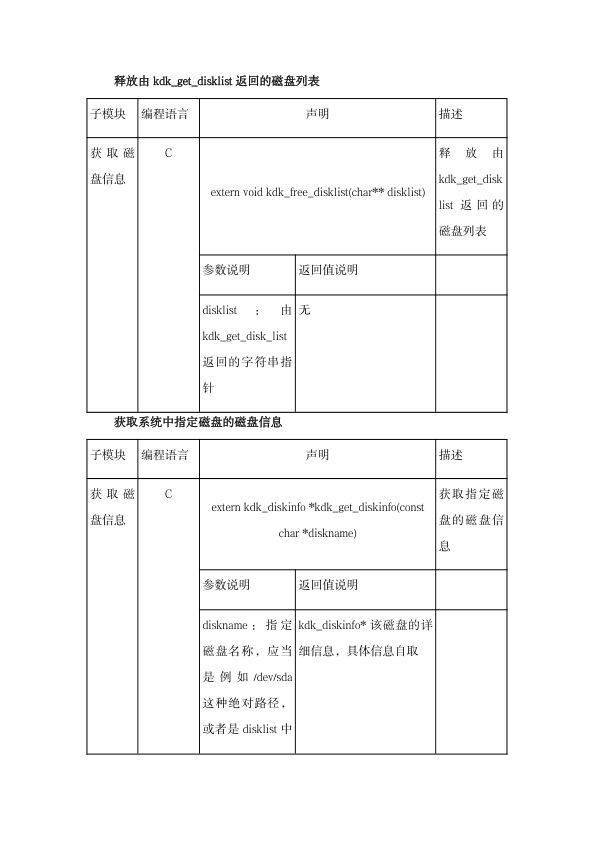 释放由 kdk_get_disklist 返回的磁盘列表
子模块 编程语言 声明 描述
获取磁 C 释放由
盘信息 kdk_get_disk
extern void kdk_free_disklist(char** disklist)
list 返回的
磁盘列表
参数说明 返回值说明
disklist ：由 无
kdk_get_disk_list
返回的字符串指
针
获取系统中指定磁盘的磁盘信息
子模块 编程语言 声明 描述
获取磁 C 获取指定磁
盘信息 extern kdk_diskinfo *kdk_get_diskinfo(const 盘的磁盘信
char *diskname) 息
参数说明 返回值说明
diskname：指定 kdk_diskinfo* 该磁盘的详
磁盘名称，应当 细信息，具体信息自取
是例如 /dev/sda
这种绝对路径，
或者是 disklist 中